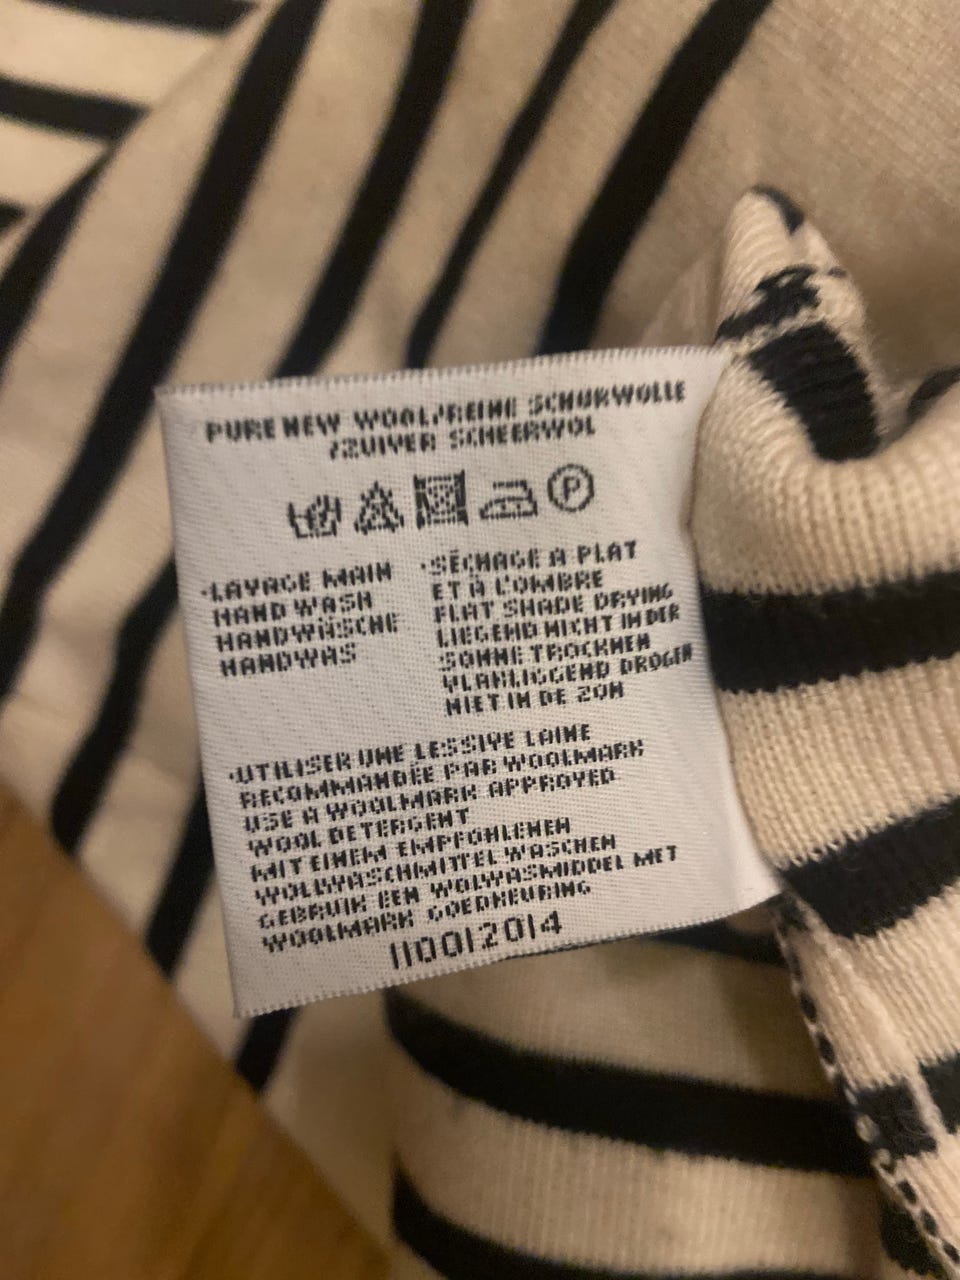 PURE NEW WOOL/REINE SCHURWOLLE
/ZUIVER SCHEERWOL
P
·LAVAGE MAIN
HAND WASH
HANDWÄSCHE
HANDWAS
·SÉCHAGE A PLAT
ET À L'OMBRE
FLAT SHADE DRYING
LIEGEND NICHT IN DER
SONNE TROCKNEN
VLAKLIGGEND DROGEN
NIET IN DE ZON
·UTILISER UNE LESSIVE LAINE
RECOMMANDÉE PAR WOOLMARK
USE A WOOLMARK APPROVED
WOOL DETERGENT
MIT EINEM EMPFOHLENEN
WOLLWASCHMITTEL WASCHEN
GEBRUIK EEN WOLWASMIDDEL MET
WOOLMARK GOEDKEURING
110012014